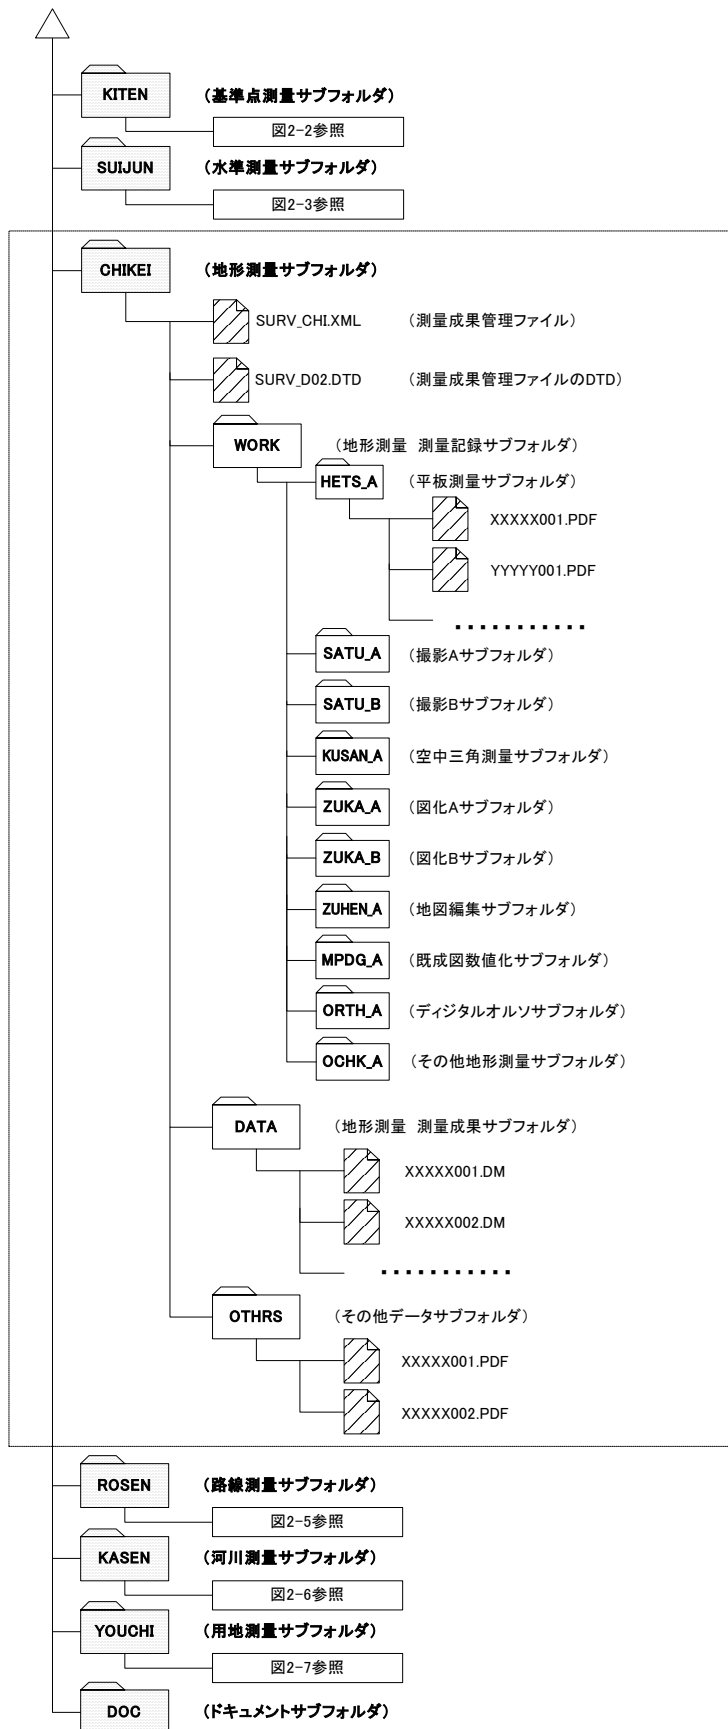 KITEN （基準点測量サブフォルダ）
図2-2参照
SUIJUN （水準測量サブフォルダ）
図2-3参照
CHIKEI （地形測量サブフォルダ）
SURV_CHI.XML （測量成果管理ファイル）
SURV_D02.DTD （測量成果管理ファイルのDTD）
WORK （地形測量 測量記録サブフォルダ）
HETS_A （平板測量サブフォルダ）
XXXXX001.PDF
YYYYY001.PDF
...........
SATU_A （撮影Aサブフォルダ）
SATU_B （撮影Bサブフォルダ）
KUSAN_A （空中三角測量サブフォルダ）
ZUKA_A （図化Aサブフォルダ）
ZUKA_B （図化Bサブフォルダ）
ZUHEN_A （地図編集サブフォルダ）
MPDG_A （既成図数値化サブフォルダ）
ORTH_A （ディジタルオルソサブフォルダ）
OCHK_A （その他地形測量サブフォルダ）
DATA （地形測量 測量成果サブフォルダ）
XXXXX001.DM
XXXXX002.DM
...........
OTHRS （その他データサブフォルダ）
XXXXX001.PDF
XXXXX002.PDF
ROSEN （路線測量サブフォルダ）
図2-5参照
KASEN （河川測量サブフォルダ）
図2-6参照
YOUCHI （用地測量サブフォルダ）
図2-7参照
DOC （ドキュメントサブフォルダ）